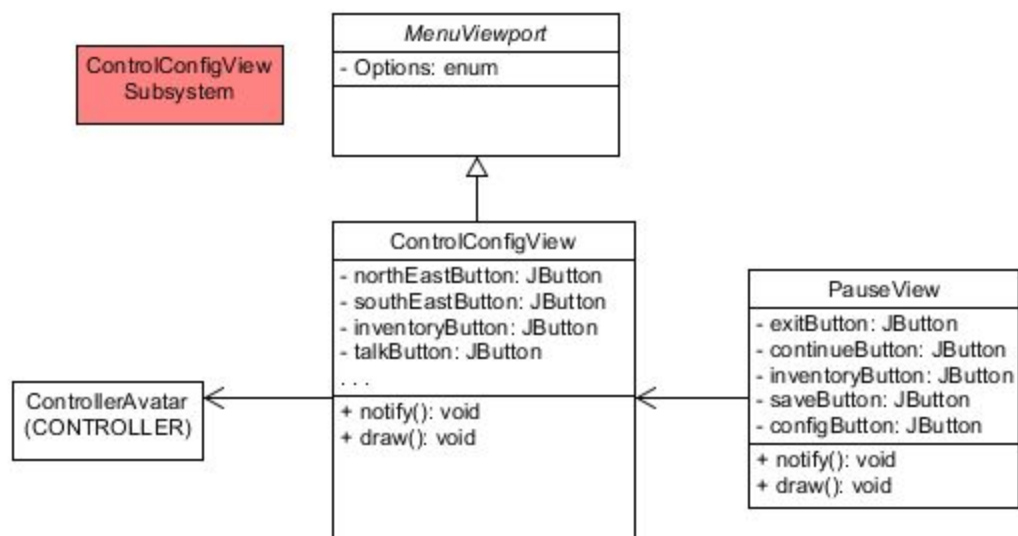 ControlConfigView
Subsystem
MenuViewport
- Options: enum
ControlConfigView
- northEastButton: JButton
- southEastButton: JButton
- inventoryButton: JButton
- talkButton: JButton
. . .
+ notify(): void
+ draw(): void
PauseView
- exitButton: JButton
- continueButton: JButton
- inventoryButton: JButton
- saveButton: JButton
- configButton: JButton
+ notify(): void
+ draw(): void
ControllerAvatar
(CONTROLLER)